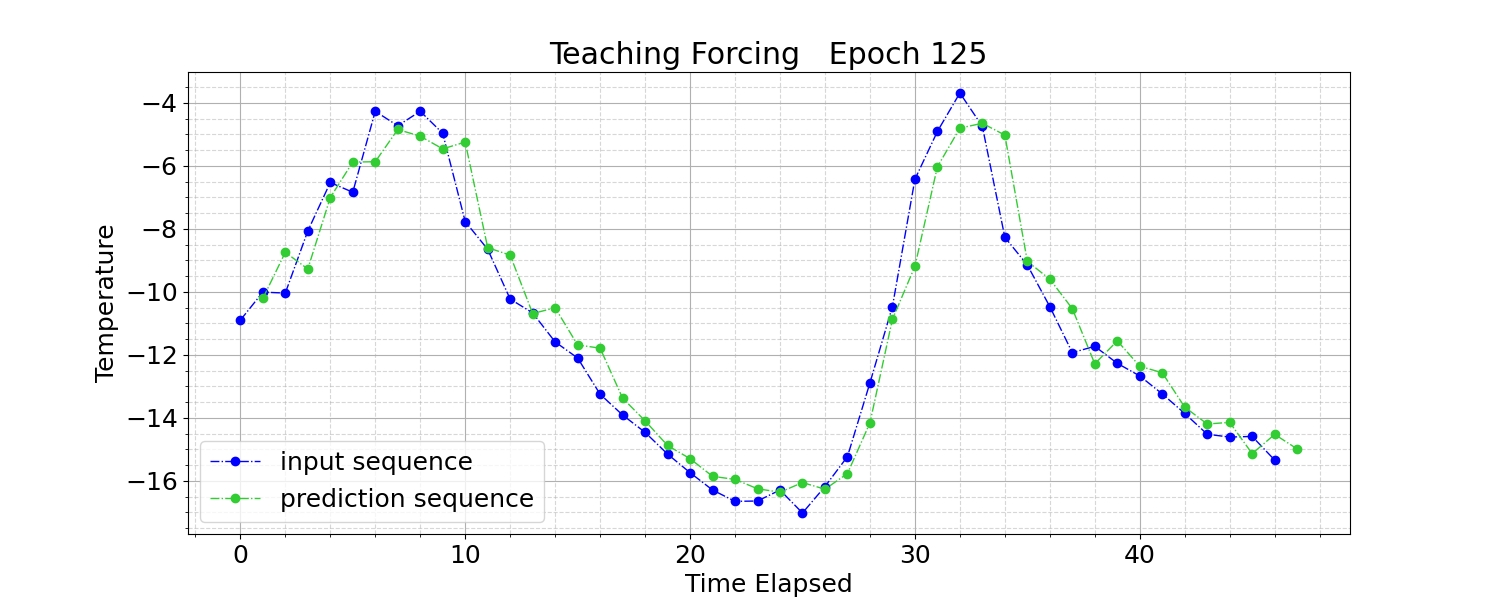 Teaching Forcing   Epoch 125
Temperature
−4
−6
−8
−10
−12
−14
−16
input sequence
prediction sequence
0 10 20 30 40
Time Elapsed